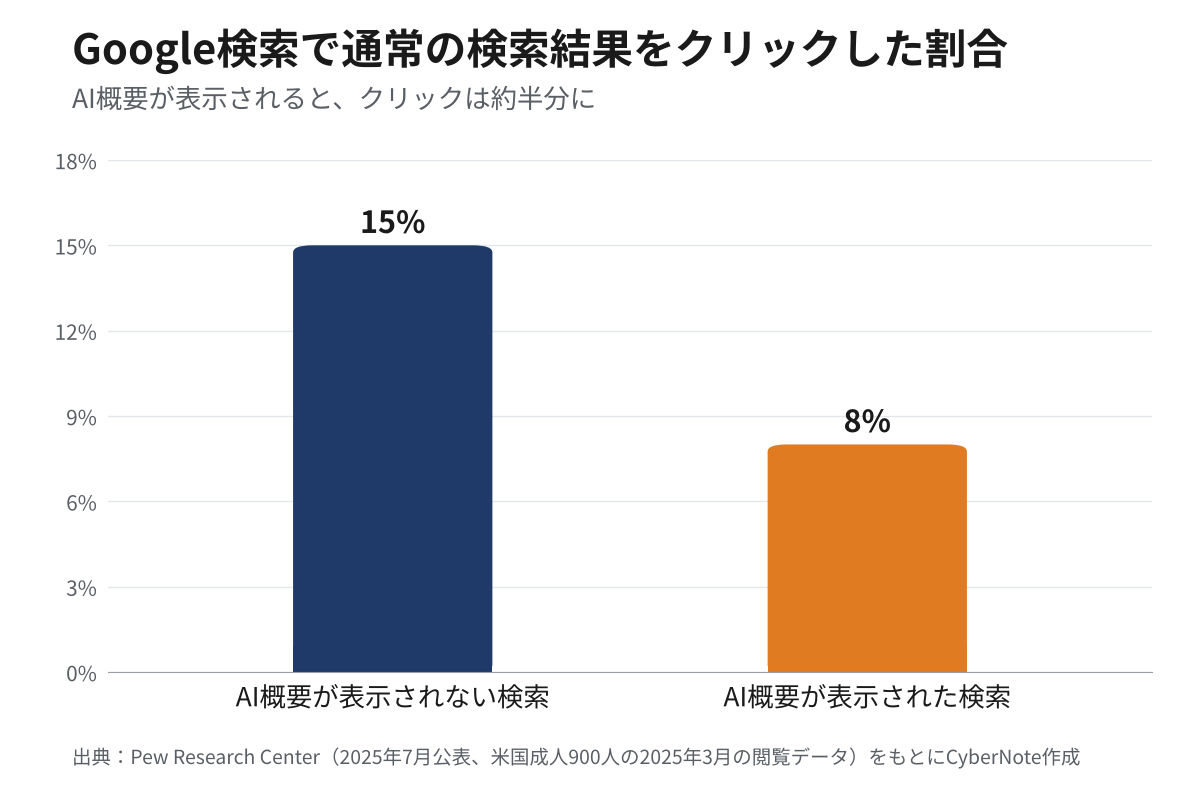 Google検索で通常の検索結果をクリックした割合
AI概要が表示されると、クリックは約半分に
18%
15%
15%
12%
9%
8%
6%
3%
0%
AI概要が表示されない検索
AI概要が表示された検索
出典：Pew Research Center（2025年7月公表、米国成人900人の2025年3月の閲覧データ）をもとにCyberNote作成